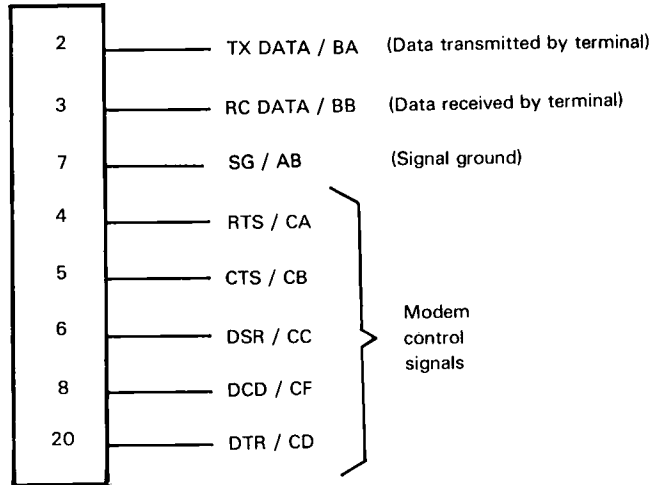 2 TX DATA / BA (Data transmitted by terminal)
3 RC DATA / BB (Data received by terminal)
7 SG / AB (Signal ground)
4 RTS / CA
5 CTS / CB
6 DSR / CC
8 DCD / CF
20 DTR / CD
Modem
control
signals